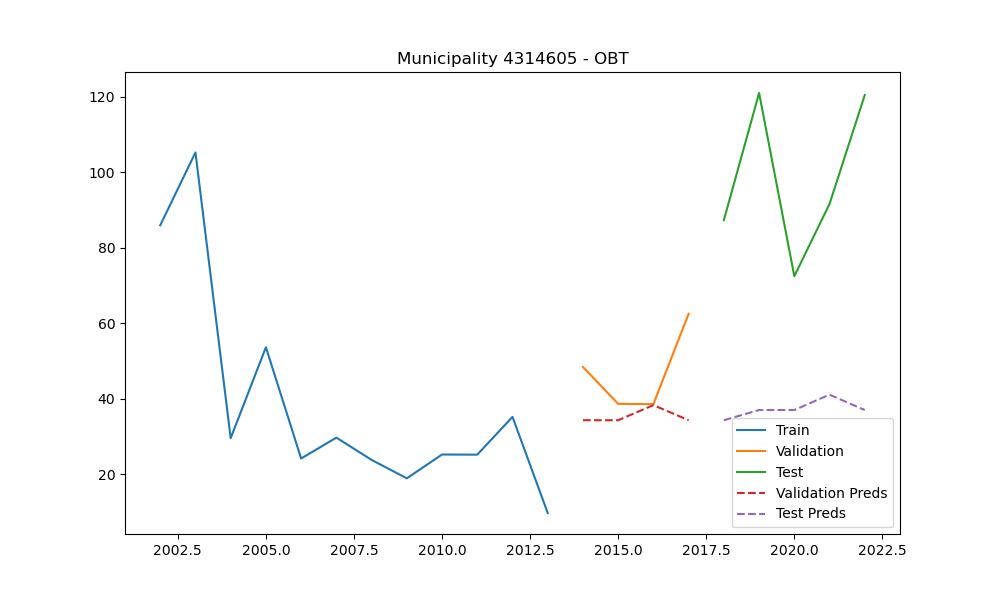 Municipality 4314605 - OBT
120
100
80
60
40
20
2002.5 2005.0 2007.5 2010.0 2012.5 2015.0 2017.5 2020.0 2022.5
Train
Validation
Test
Validation Preds
Test Preds